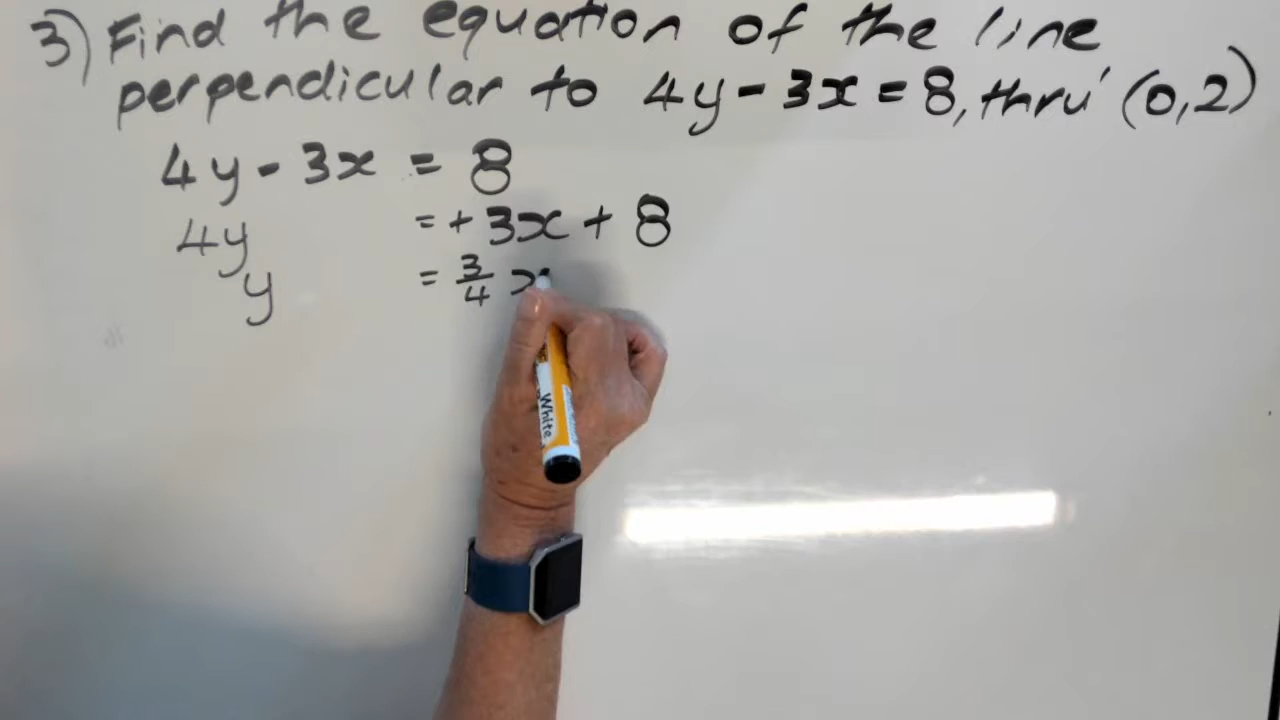 3) Find the equation of the line
perpendicular to 4y - 3x = 8, thru' (0,2)
4y - 3x = 8
4y = + 3x + 8
y = 3/4 x
White